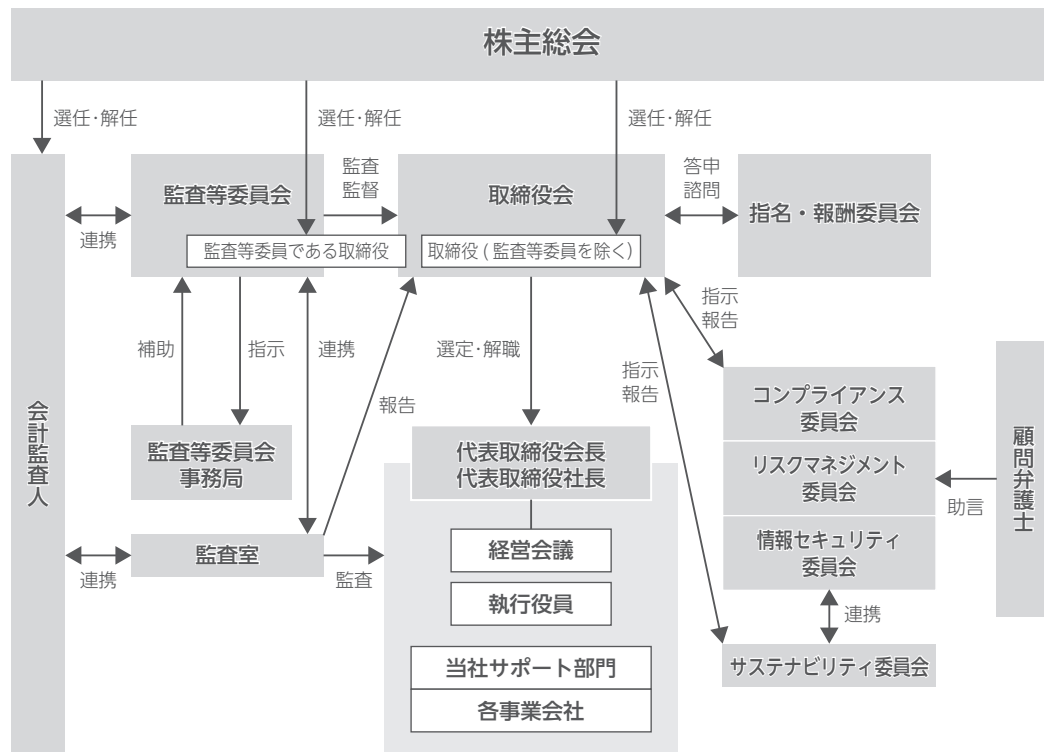 株主総会
選任・解任
選任・解任
選任・解任
会計監査人
連携
監査等委員会
監査等委員である取締役
監査
監督
取締役会
取締役(監査等委員を除く)
答申
諮問
指名・報酬委員会
補助
指示
連携
報告
選定・解職
指示
報告
指示
報告
監査等委員会
事務局
代表取締役会長
代表取締役社長
コンプライアンス
委員会
リスクマネジメント
委員会
情報セキュリティ
委員会
助言
顧問弁護士
連携
監査室
監査
経営会議
執行役員
連携
当社サポート部門
各事業会社
サステナビリティ委員会